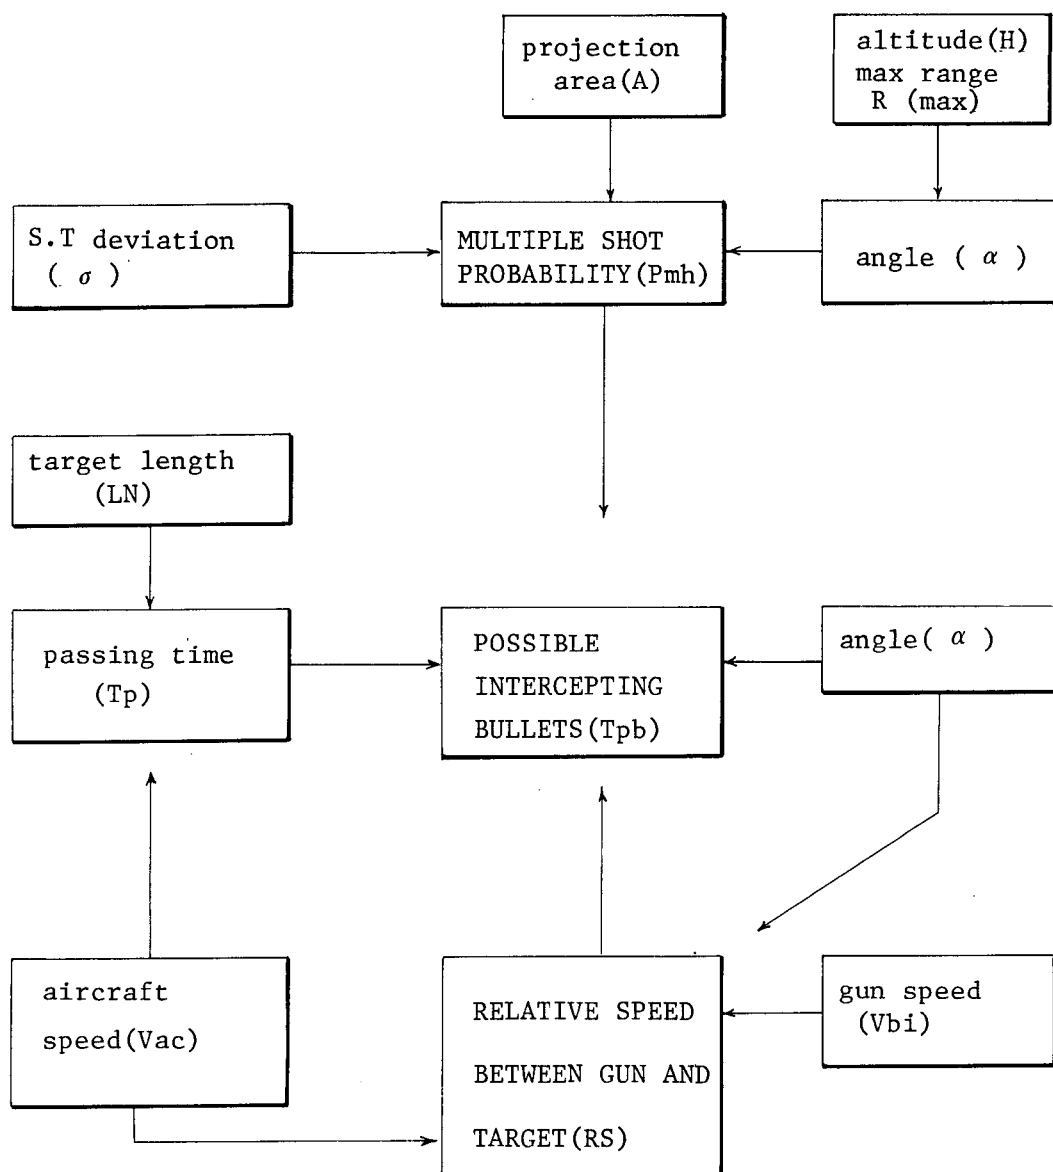 projection
area(A)
altitude(H)
max range
R (max)
S.T deviation
( σ )
MULTIPLE SHOT
PROBABILITY(Pmh)
angle ( α )
target length
(LN)
passing time
(Tp)
POSSIBLE
INTERCEPTING
BULLETS(Tpb)
angle( α )
aircraft
speed(Vac)
RELATIVE SPEED
BETWEEN GUN AND
TARGET(RS)
gun speed
(Vbi)